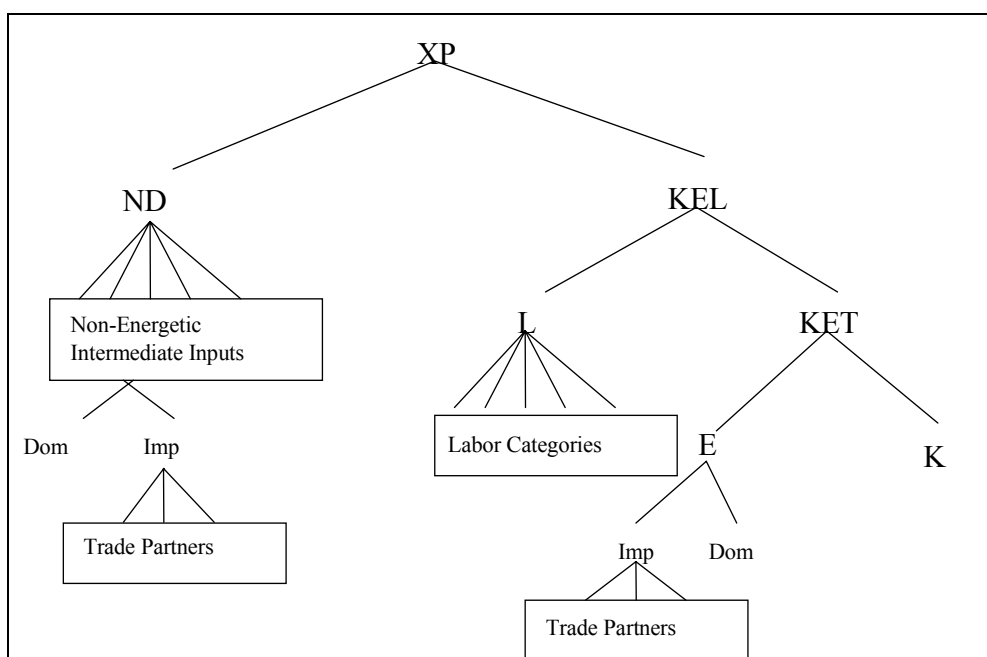 XP
ND
KEL
Non-Energetic
Intermediate Inputs
L
KET
Dom
Imp
Labor Categories
E
K
Trade Partners
Imp
Dom
Trade Partners